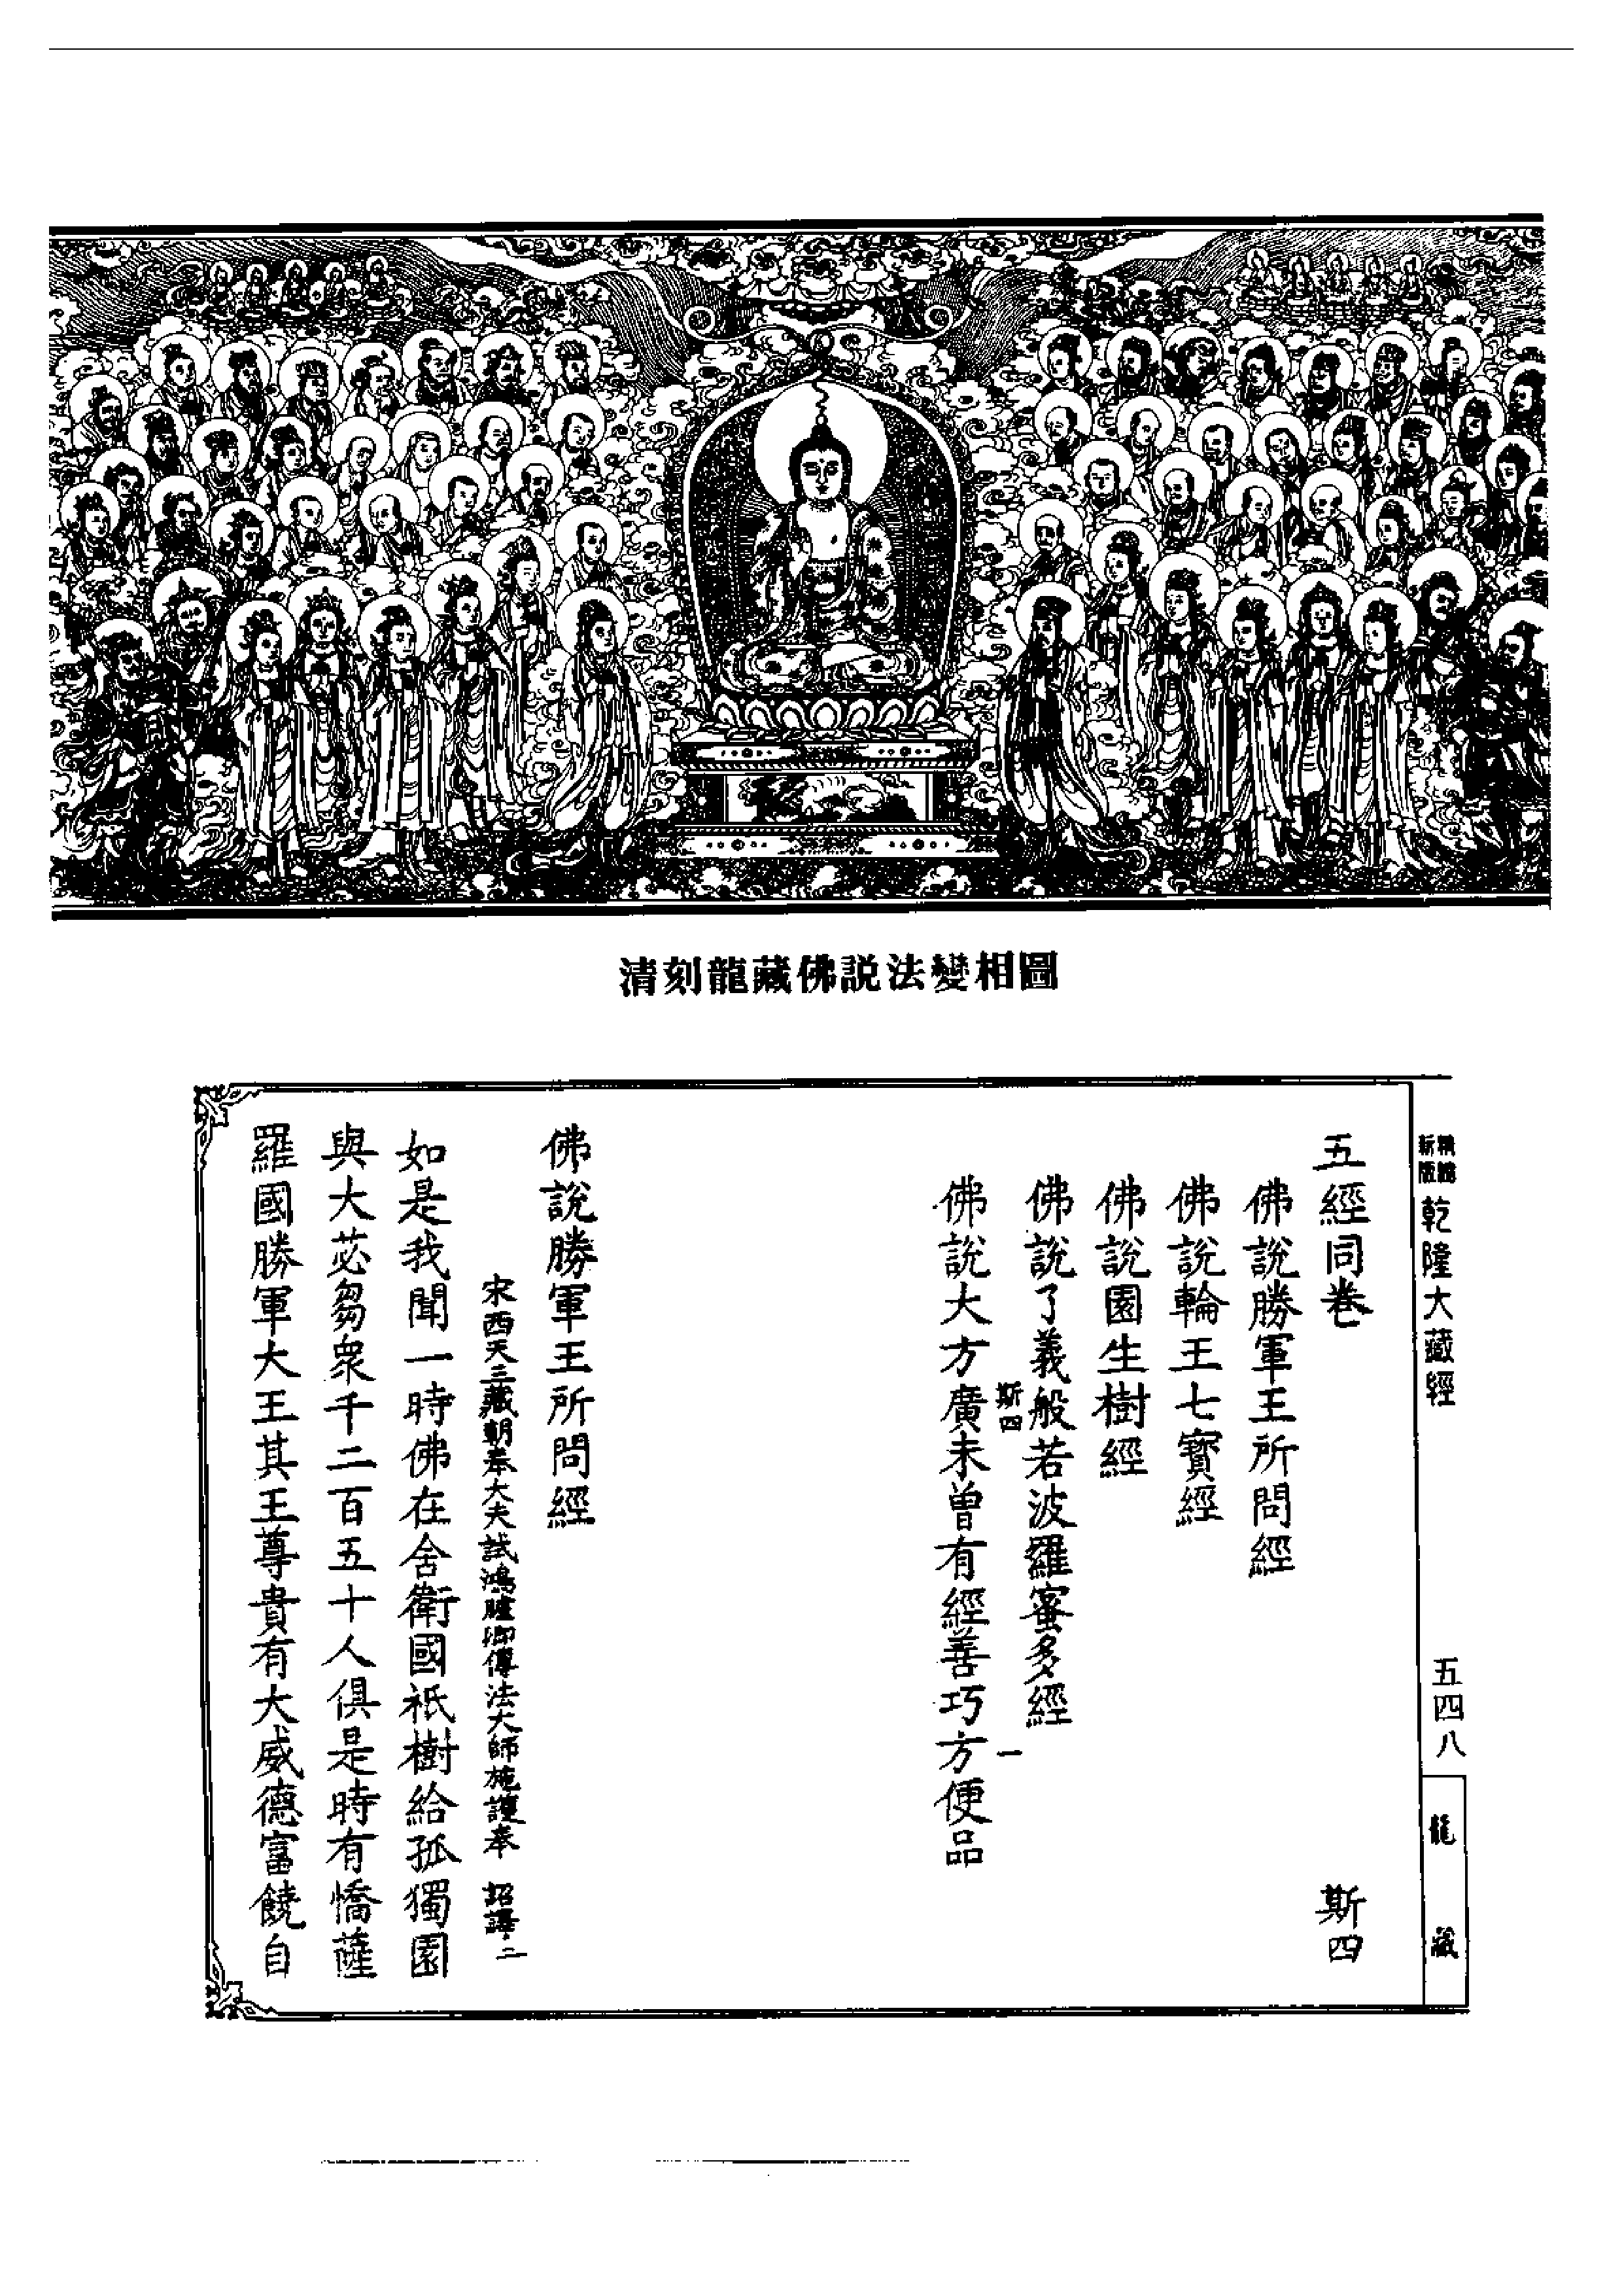 清刻龍藏佛説法變相圖
新版
精縮
乾隆大藏經
五四八
龍藏
五經同卷 斯四
佛說勝軍王所問經
佛說輪王七寶經
佛說園生樹經
佛說了義般若波羅蜜多經
斯四 一
佛說大方廣未曾有經善巧方便品
佛說勝軍王所問經
宋西天三藏朝奉大夫試鴻臚卿傳法大師施護奉 詔譯 二
如是我聞一時佛在舍衛國祇樹給孤獨園
與大苾芻眾千二百五十人俱是時有憍薩
羅國勝軍大王其王尊貴有大威德富饒自